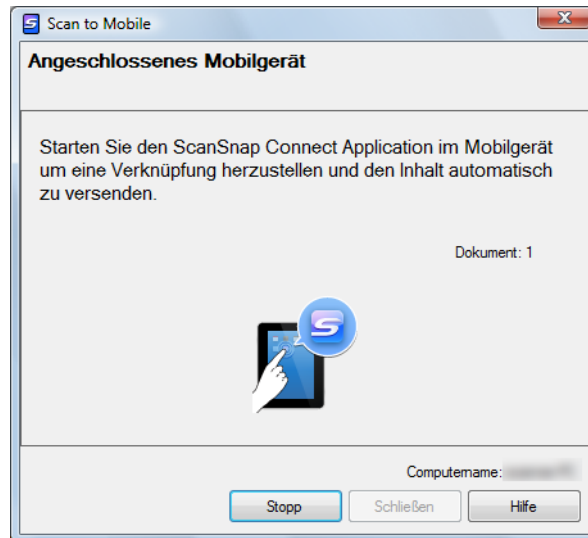 Scan to Mobile
Angeschlossenes Mobilgerät
Starten Sie den ScanSnap Connect Application im Mobilgerät
um eine Verknüpfung herzustellen und den Inhalt automatisch
zu versenden.
Dokument: 1
Computername:
Stopp
Schließen
Hilfe